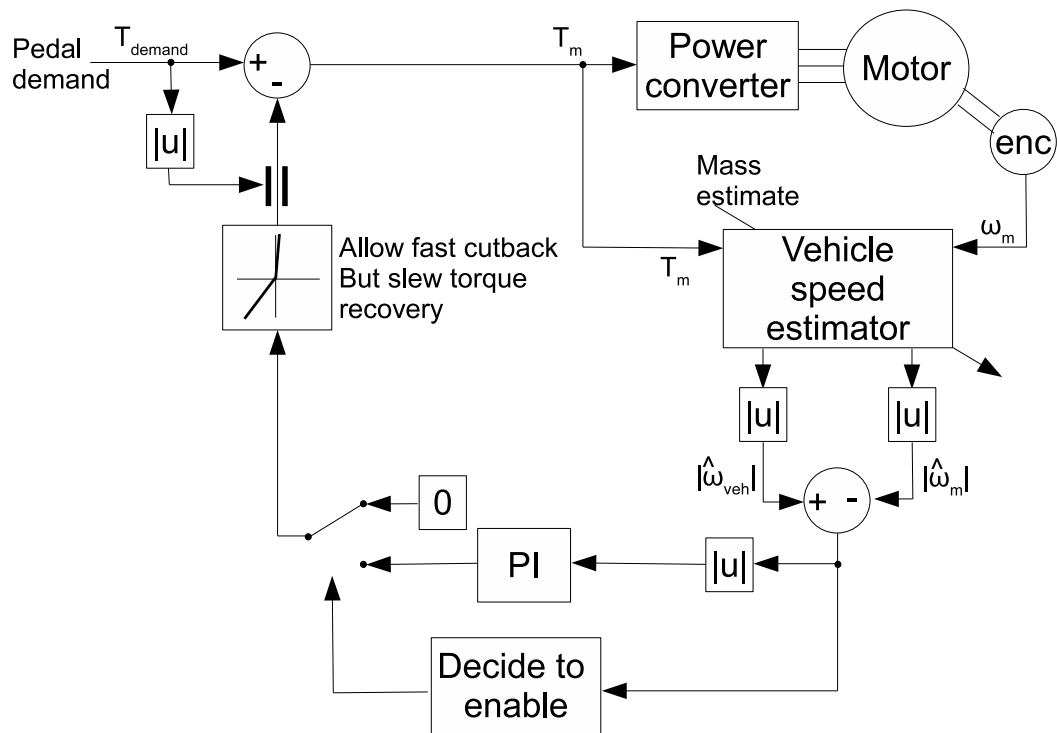 Pedal
demand
T_demand
+
-
T_m
Power
converter
Motor
enc
|u|
Mass
estimate
ω_m
Allow fast cutback
But slew torque
recovery
T_m
Vehicle
speed
estimator
|u|
|u|
|ω̂_veh|
+ -
|ω̂_m|
0
PI
|u|
Decide to
enable